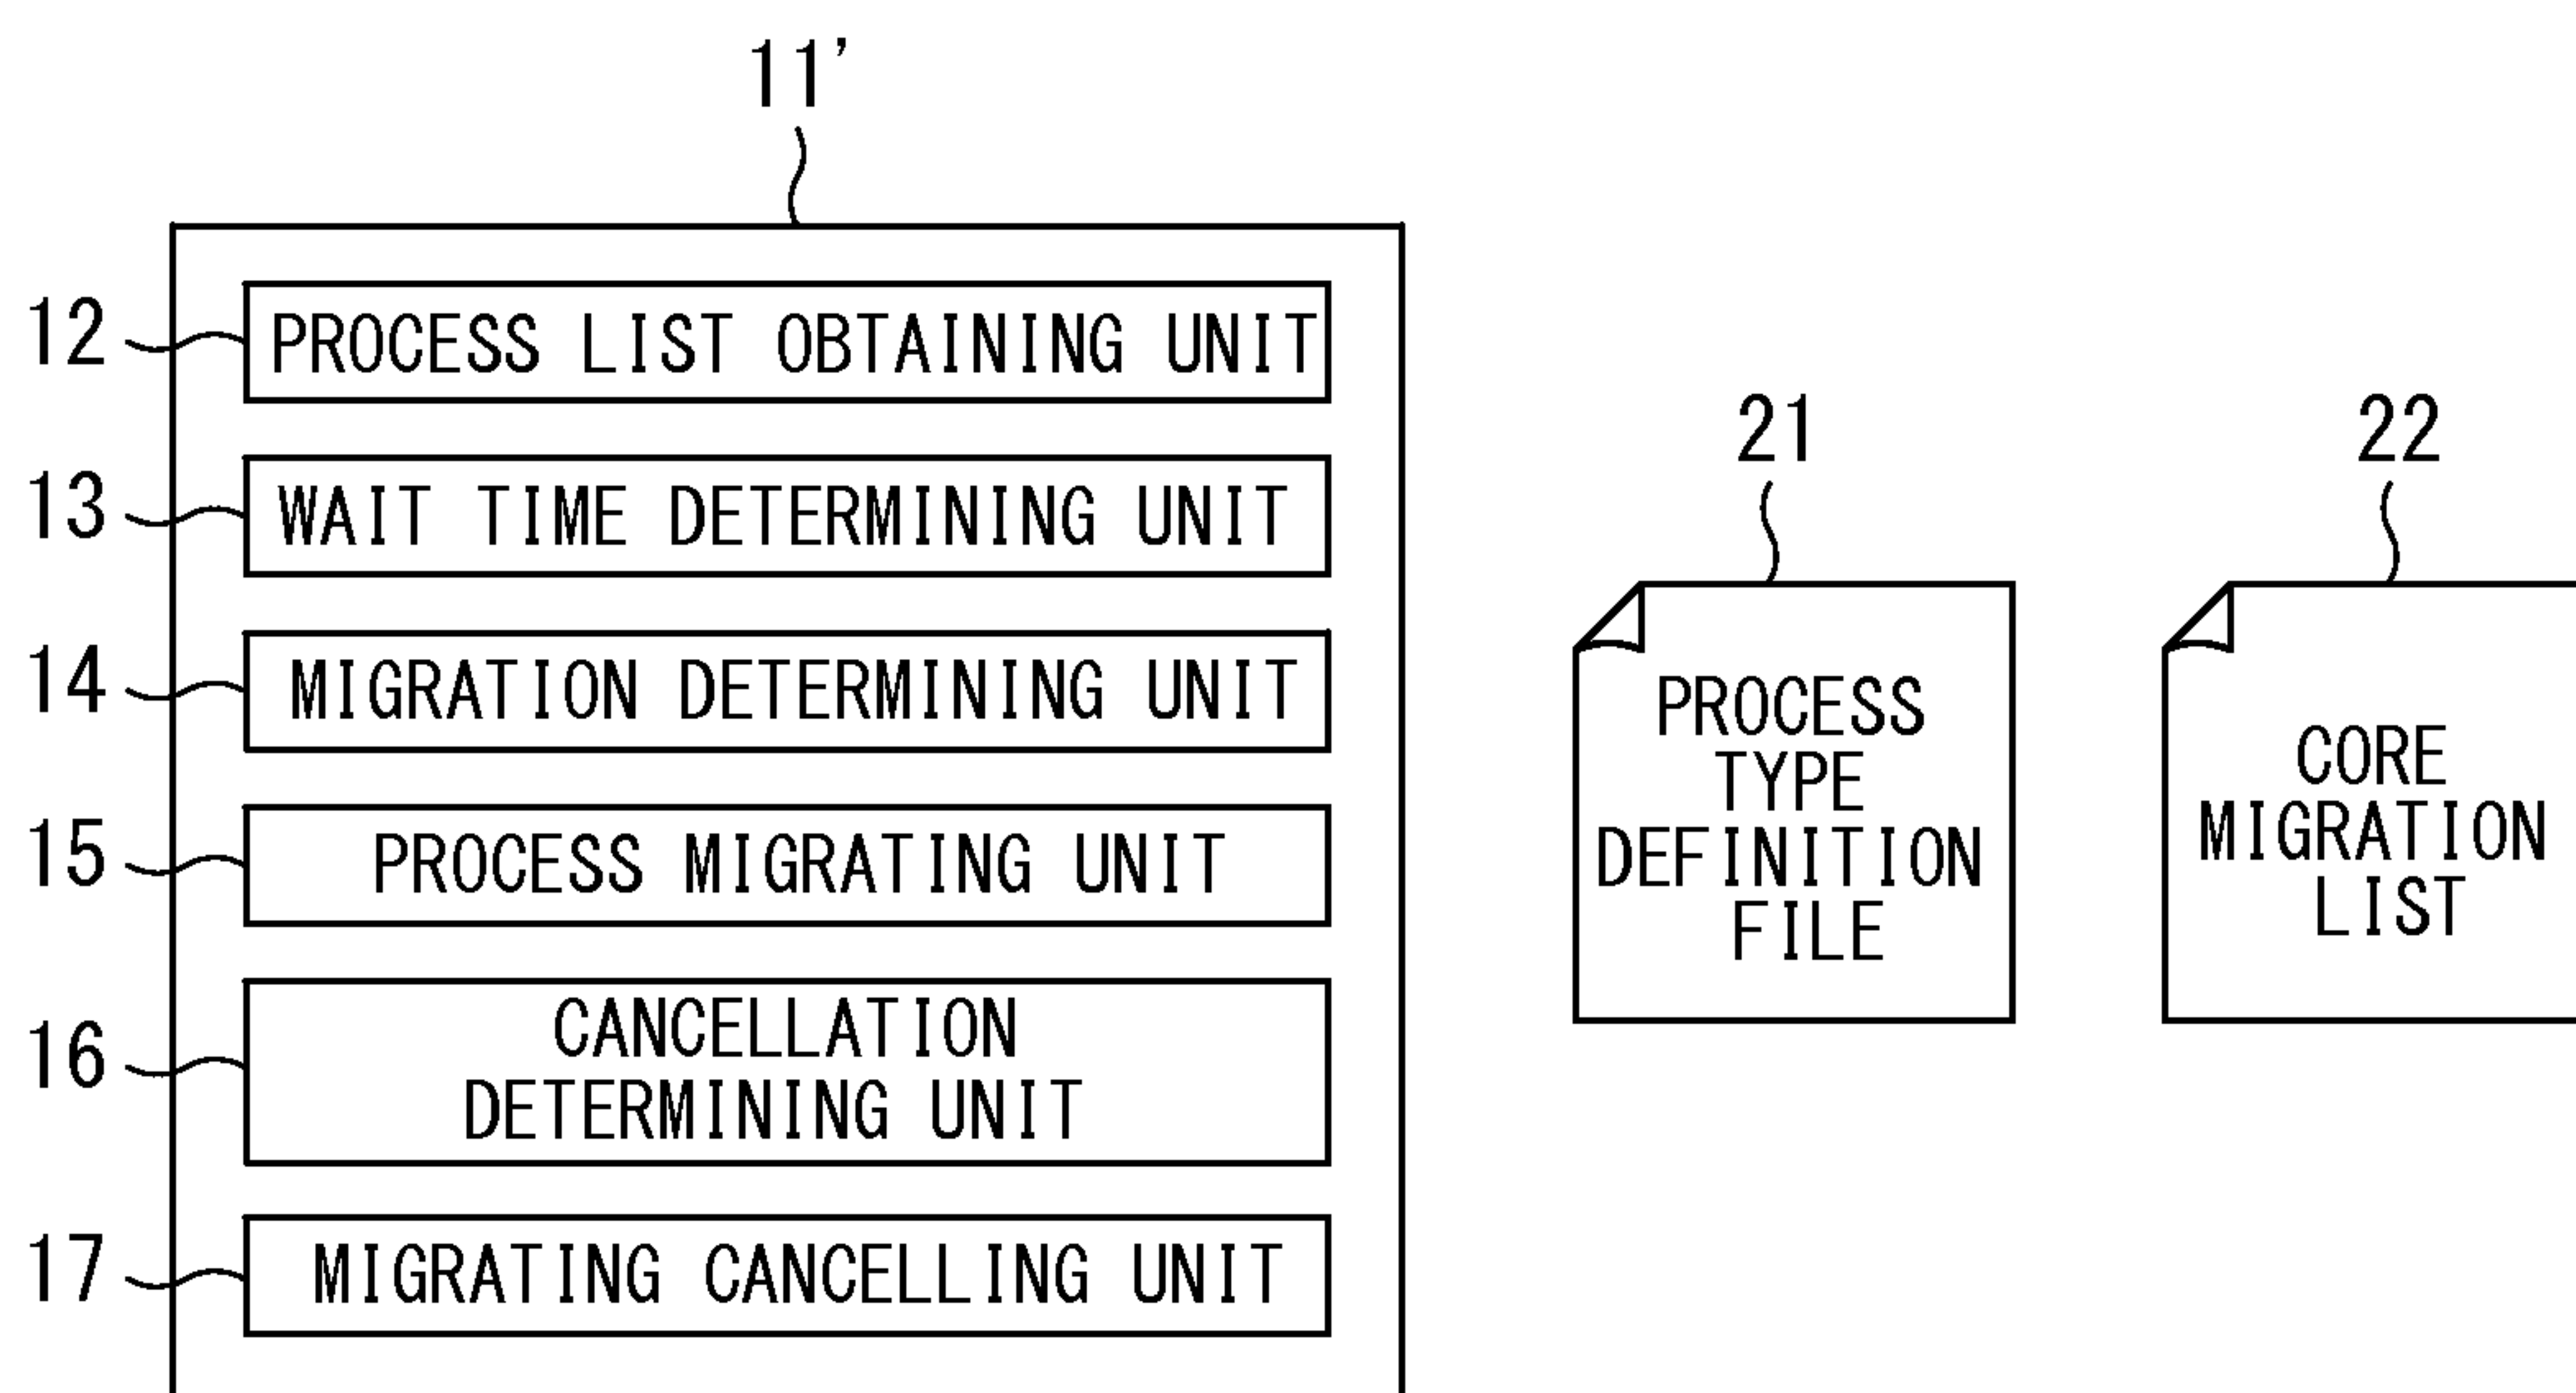 11'
12
PROCESS LIST OBTAINING UNIT
13
WAIT TIME DETERMINING UNIT
14
MIGRATION DETERMINING UNIT
15
PROCESS MIGRATING UNIT
16
CANCELLATION
DETERMINING UNIT
17
MIGRATING CANCELLING UNIT
21
PROCESS
TYPE
DEFINITION
FILE
22
CORE
MIGRATION
LIST